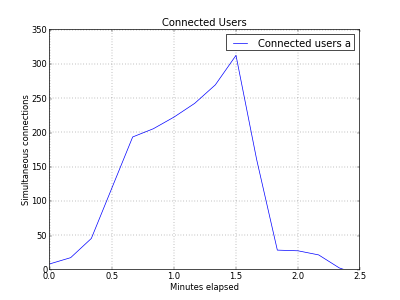 Connected Users
Connected users a
350
300
250
200
150
100
50
0
Simultaneous connections
0.0 0.5 1.0 1.5 2.0 2.5
Minutes elapsed